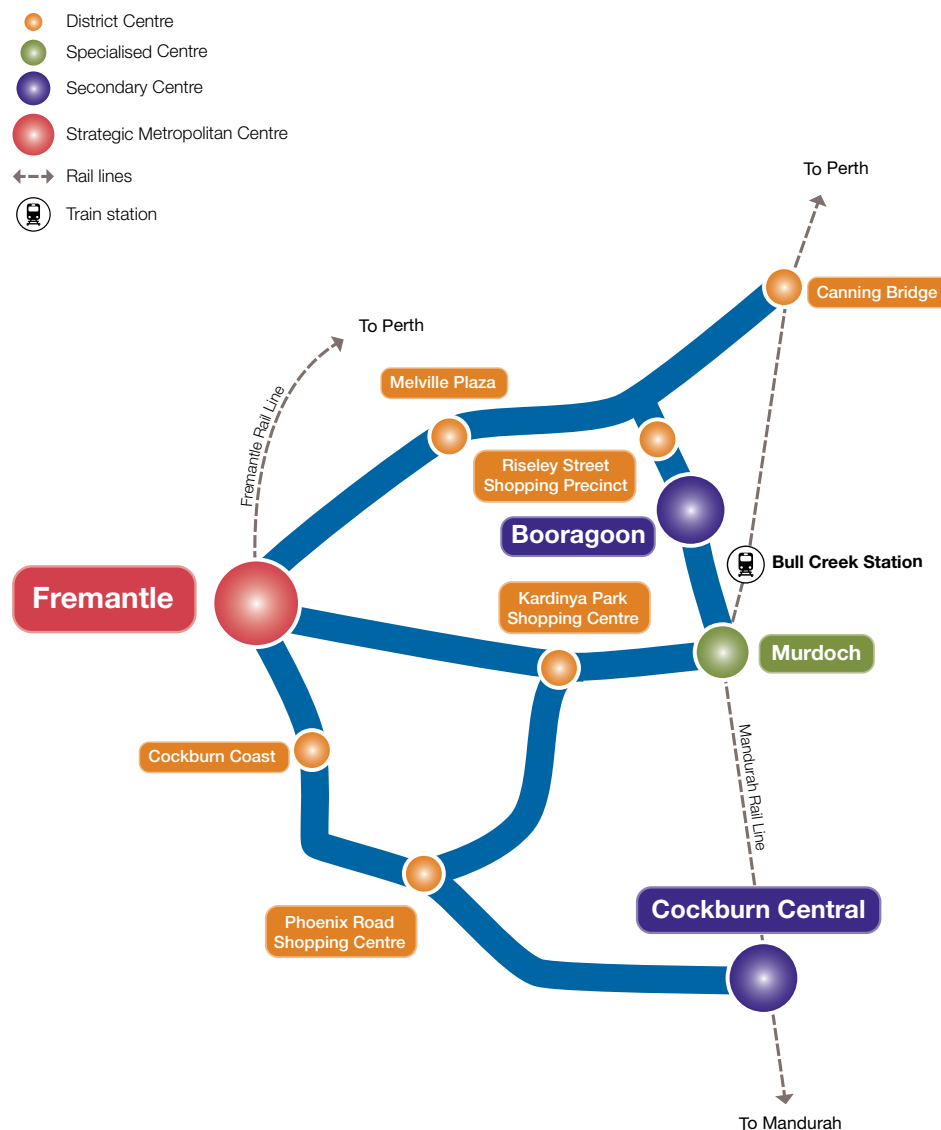 District Centre
Specialised Centre
Secondary Centre
Strategic Metropolitan Centre
Rail lines
Train station
To Perth
Canning Bridge
To Perth
Fremantle Rail Line
Melville Plaza
Riseley Street
Shopping Precinct
Booragoon
Bull Creek Station
Fremantle
Kardinya Park
Shopping Centre
Murdoch
Cockburn Coast
Mandurah Rail Line
Cockburn Central
Phoenix Road
Shopping Centre
To Mandurah